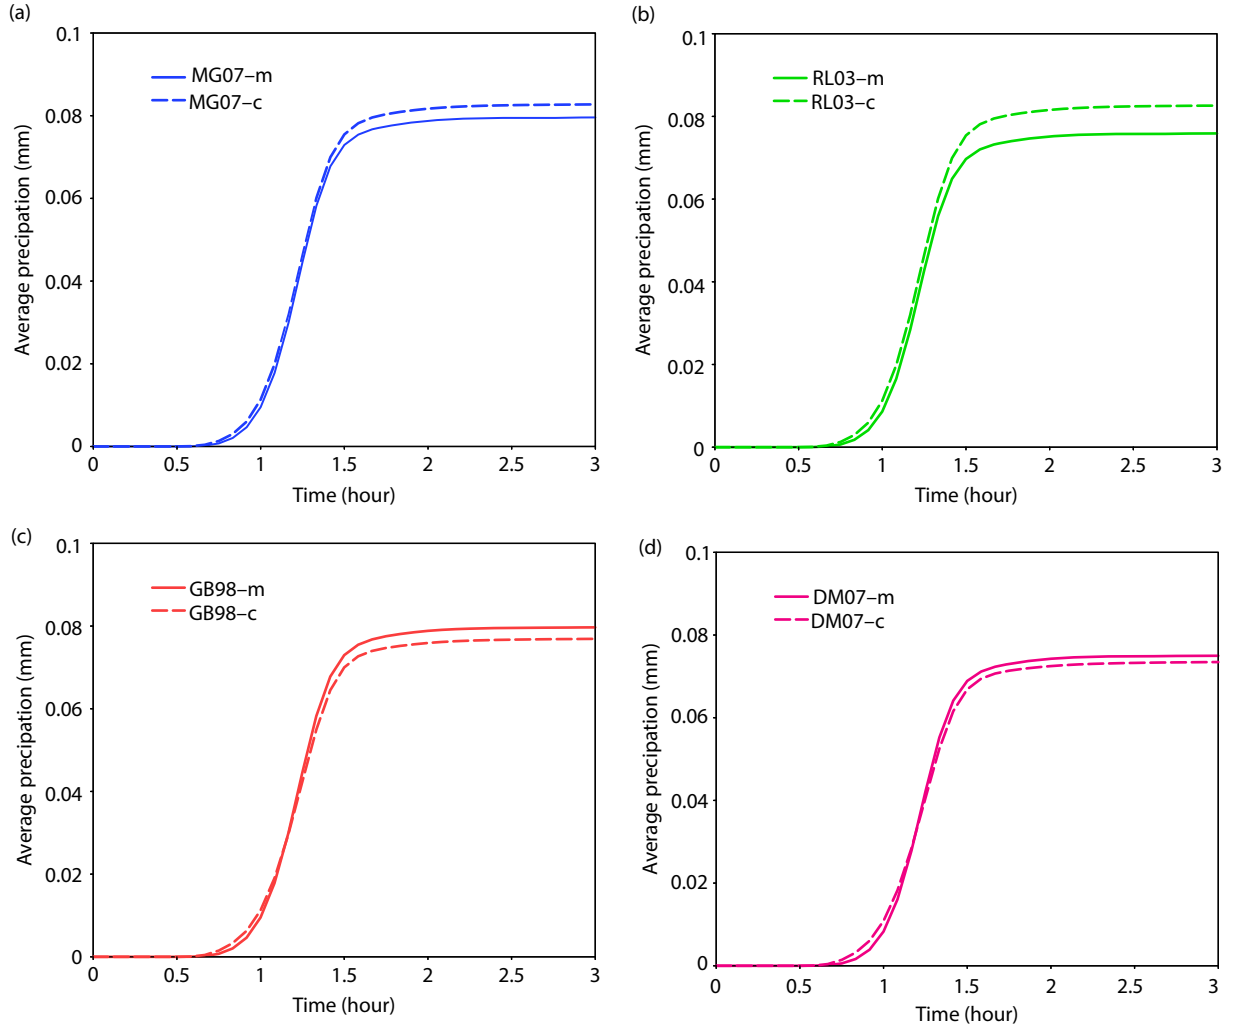 (a)
0.1
0.08
0.06
0.04
0.02
0
Average precipation (mm)
MG07–m
MG07–c
0 0.5 1 1.5 2 2.5 3
Time (hour)
(b)
0.1
0.08
0.06
0.04
0.02
0
Average precipation (mm)
RL03–m
RL03–c
0 0.5 1 1.5 2 2.5 3
Time (hour)
(c)
0.1
0.08
0.06
0.04
0.02
0
Average precipation (mm)
GB98–m
GB98–c
0 0.5 1 1.5 2 2.5 3
Time (hour)
(d)
0.1
0.08
0.06
0.04
0.02
0
Average precipation (mm)
DM07–m
DM07–c
0 0.5 1 1.5 2 2.5 3
Time (hour)